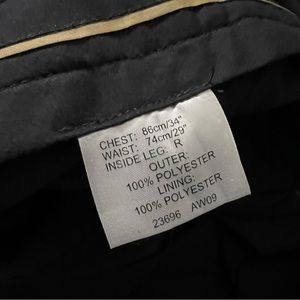 CHEST: 86cm/34"
WAIST: 74cm/29"
INSIDE LEG: R
OUTER:
100% POLYESTER
LINING:
100% POLYESTER
23696 AW09